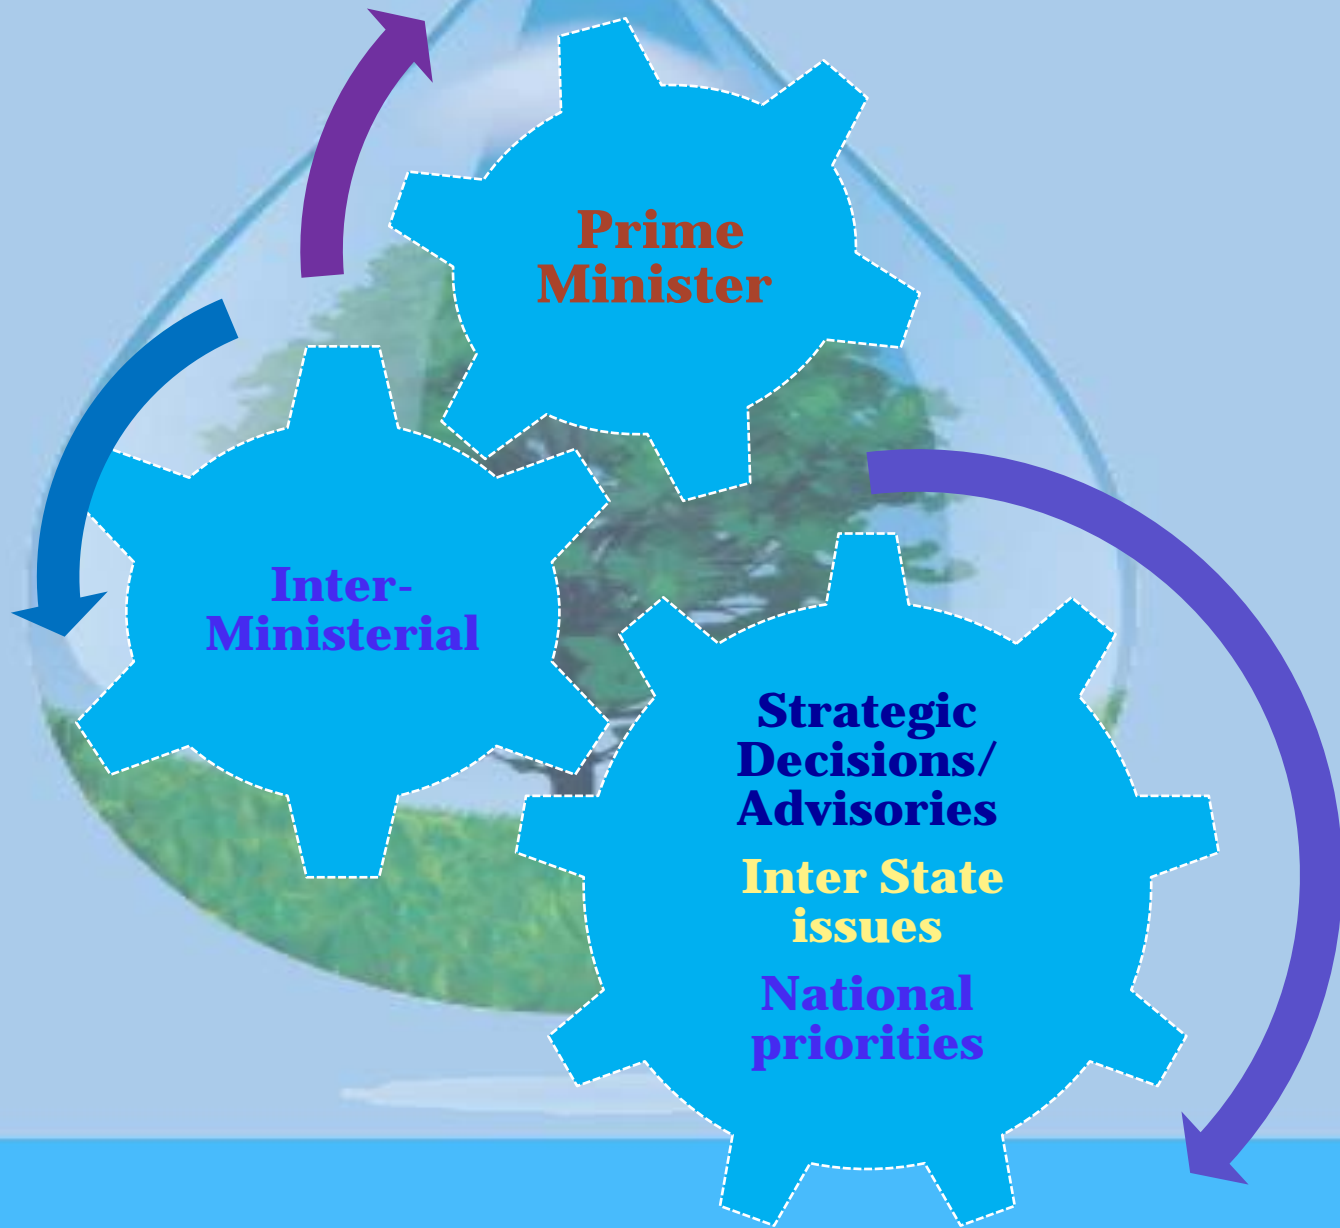 Prime
Minister
Inter-
Ministerial
Strategic
Decisions/
Advisories
Inter State
issues
National
priorities